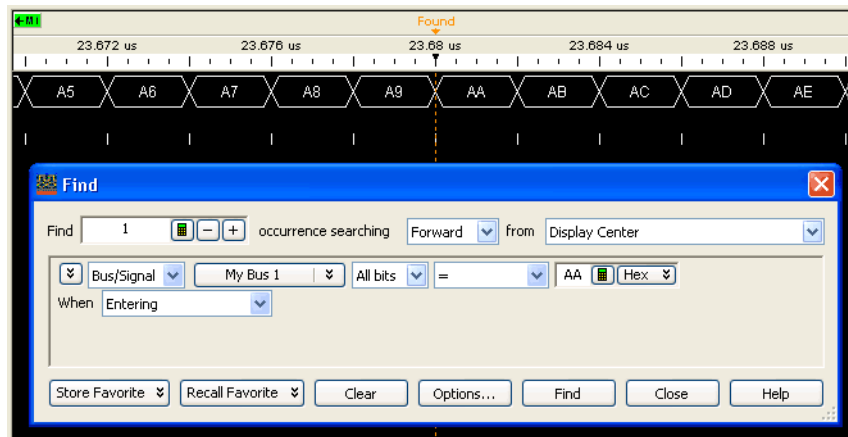 M1
Found
23.672 us 23.676 us 23.68 us 23.684 us 23.688 us
A5 A6 A7 A8 A9 AA AB AC AD AE
Find
Find 1 - + occurrence searching Forward from Display Center
Bus/Signal My Bus 1 All bits = AA Hex
When Entering
Store Favorite Recall Favorite Clear Options... Find Close Help